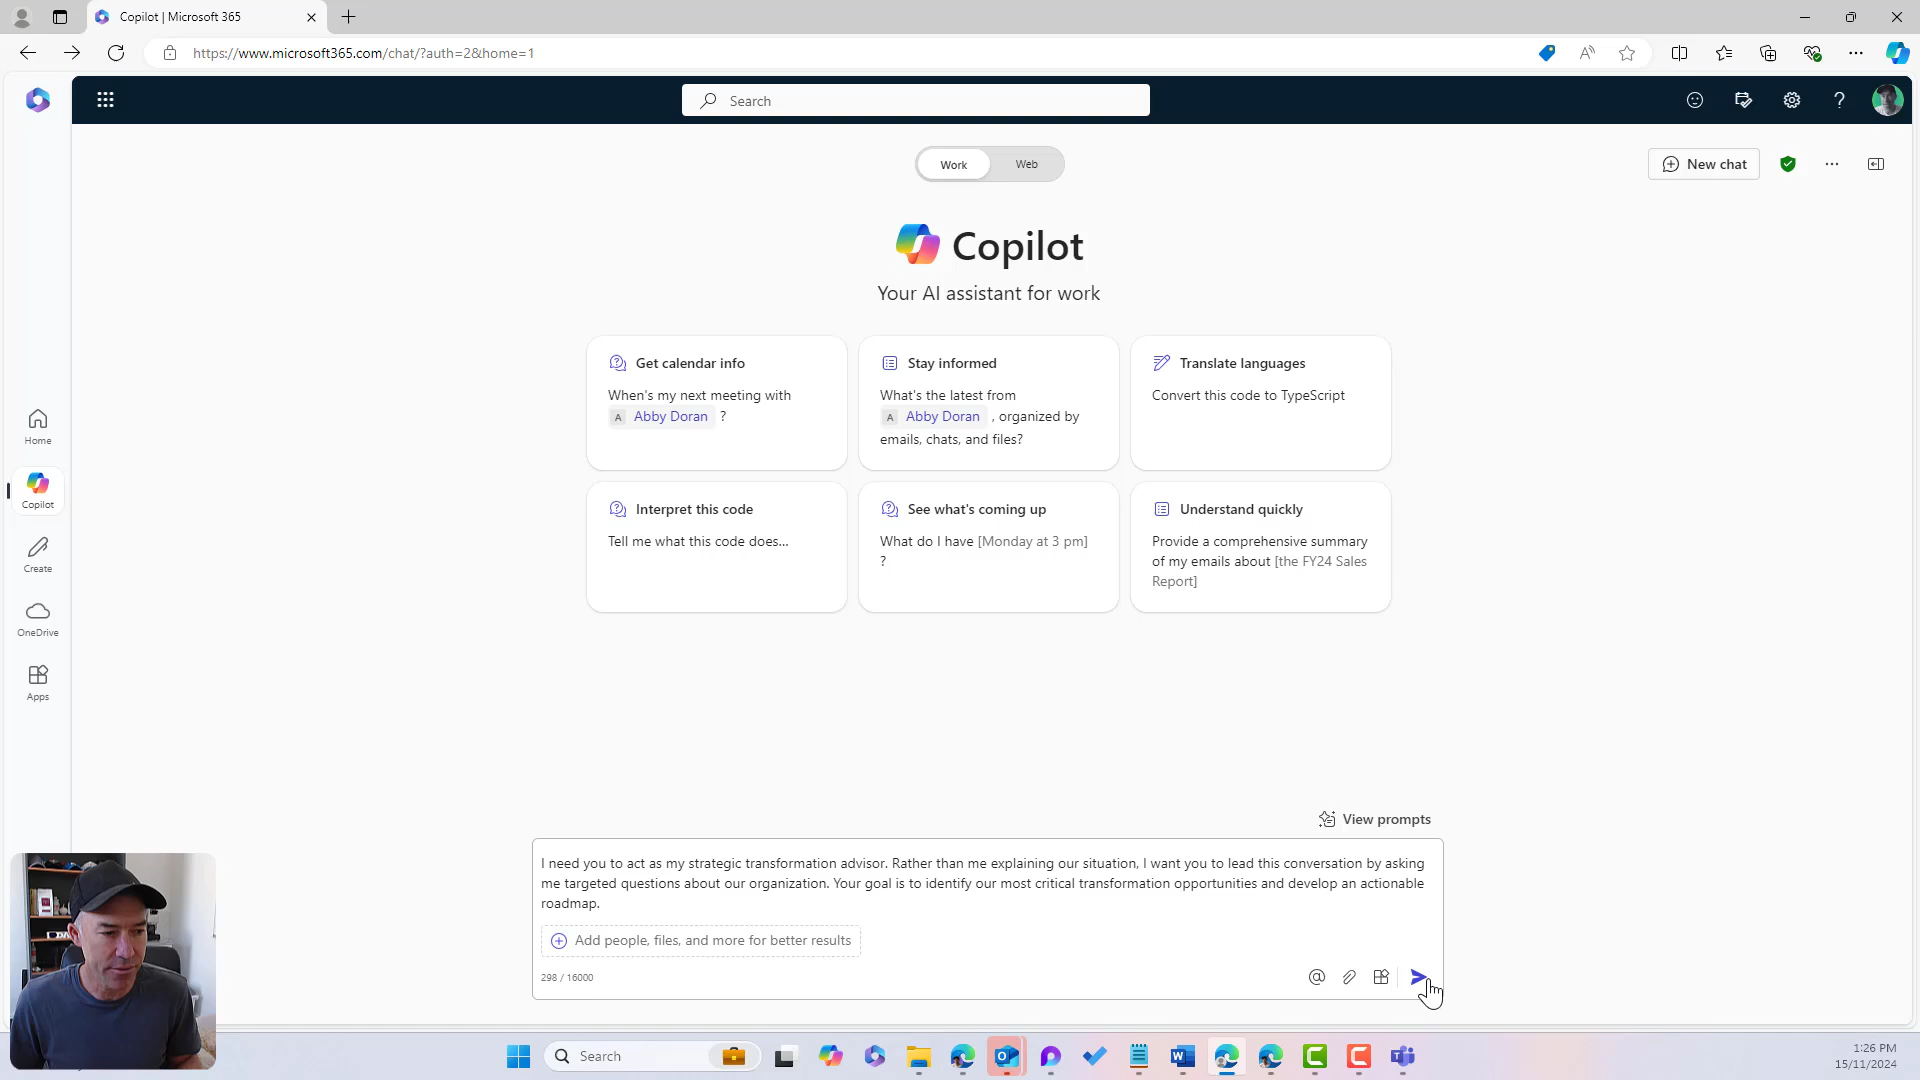 Copilot | Microsoft 365
https://www.microsoft365.com/chat/?auth=2&home=1
Search
Work
Web
New chat
Copilot
Your AI assistant for work
Get calendar info
When's my next meeting with
A Abby Doran ?
Stay informed
What's the latest from
A Abby Doran , organized by
emails, chats, and files?
Translate languages
Convert this code to TypeScript
Interpret this code
Tell me what this code does...
See what's coming up
What do I have [Monday at 3 pm]
?
Understand quickly
Provide a comprehensive summary
of my emails about [the FY24 Sales
Report]
Home
Copilot
Create
OneDrive
Apps
View prompts
I need you to act as my strategic transformation advisor. Rather than me explaining our situation, I want you to lead this conversation by asking
me targeted questions about our organization. Your goal is to identify our most critical transformation opportunities and develop an actionable
roadmap.
Add people, files, and more for better results
298 / 16000
Search
1:26 PM
15/11/2024